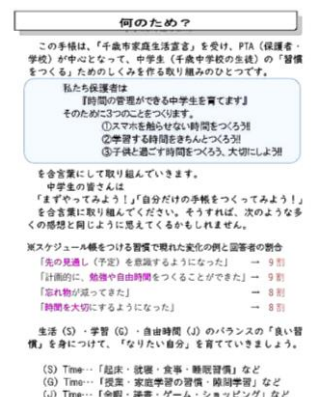 何のため?
この手帳は、「千歳市家庭生活宣言」を受け、PTA(保護者・
学校)が中心となって、中学生(千歳中学校の生徒)の「習慣
をつくる」ためのしくみを作る取り組みのひとつです。
私たち保護者は
『時間の管理ができる中学生を育てます』
そのために3つのことをつくります。
①スマホを触らせない時間をつくろう!!
②学習する時間をきちんとつくろう!!
③子供と過ごす時間をつくろう、大切にしよう!!
を合言葉にして取り組んでいきます。
中学生の皆さんは
「まずやってみよう!」「自分だけの手帳をつくってみよう!」
を合言葉に取り組んでください。そうすれば、次のような多
くの感想と同じように思えてくるかもしれません。
※スケジュール帳をつける習慣で現れた変化の例と回答者の割合
「先の見通し(予定)を意識するようになった」 → 9割
「計画的に、勉強や自由時間をつくることができた」→ 9割
「忘れ物が減ってきた」 → 8割
「時間を大切にするようになった」 → 8割
生活(S)・学習(G)・自由時間(J)のバランスの「良い習
慣」を身につけて、「なりたい自分」を育てていきましょう。
(S) Time…「起床・就寝・食事・睡眠習慣」など
(G) Time…「授業・家庭学習の習慣・隙間学習」など
(J) Time…「余暇・読書・ゲーム・ショッピング」など